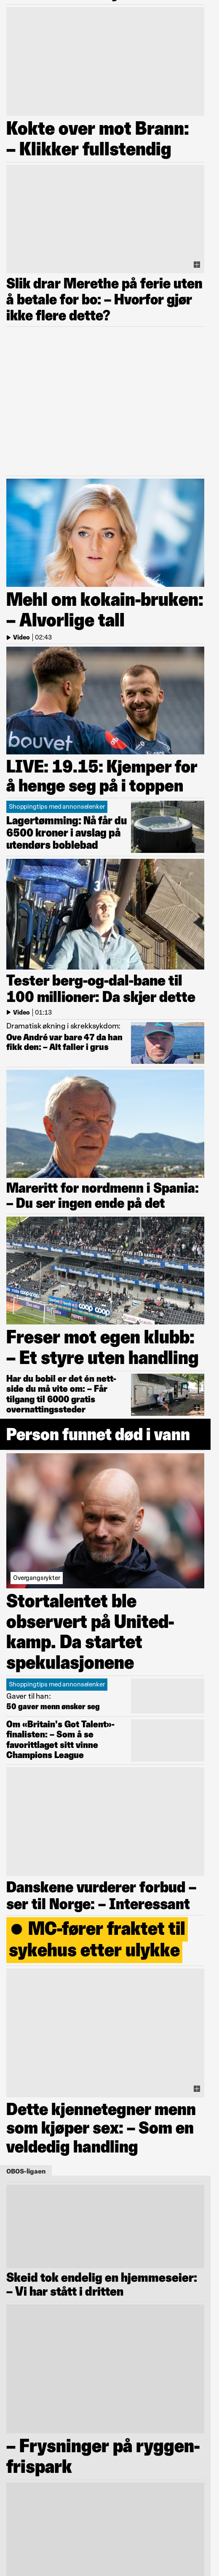 Kokte over mot Brann:
– Klikker fullstendig
Slik drar Merethe på ferie uten
å betale for bo: – Hvorfor gjør
ikke flere dette?
Mehl om kokain-bruken:
– Alvorlige tall
Video | 02:43
bouvet
LIVE: 19.15: Kjemper for
å henge seg på i toppen
Shoppingtips med annonselenker
Lagertømming: Nå får du
6500 kroner i avslag på
utendørs boblebad
Tester berg-og-dal-bane til
100 millioner: Da skjer dette
Video | 01:13
Dramatisk økning i skrekksykdom:
Ove André var bare 47 da han
fikk den: – Alt faller i grus
Mareritt for nordmenn i Spania:
– Du ser ingen ende på det
coop coop
Freser mot egen klubb:
– Et styre uten handling
Har du bobil er det én nett-
side du må vite om: – Får
tilgang til 6000 gratis
overnattingssteder
Person funnet død i vann
Overgangsrykter
Stortalentet ble
observert på United-
kamp. Da startet
spekulasjonene
Shoppingtips med annonselenker
Gaver til han:
50 gaver menn ønsker seg
Om «Britain's Got Talent»-
finalisten: – Som å se
favorittlaget sitt vinne
Champions League
Danskene vurderer forbud –
ser til Norge: – Interessant
● MC-fører fraktet til
sykehus etter ulykke
Dette kjennetegner menn
som kjøper sex: – Som en
veldedig handling
OBOS-ligaen
Skeid tok endelig en hjemmeseier:
– Vi har stått i dritten
– Frysninger på ryggen-
frispark